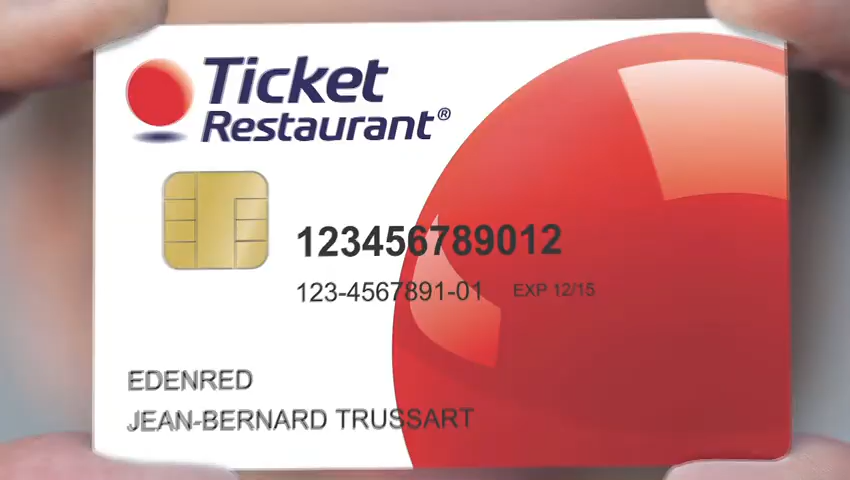 Ticket
Restaurant®
123456789012
123-4567891-01 EXP 12/15
EDENRED
JEAN-BERNARD TRUSSART